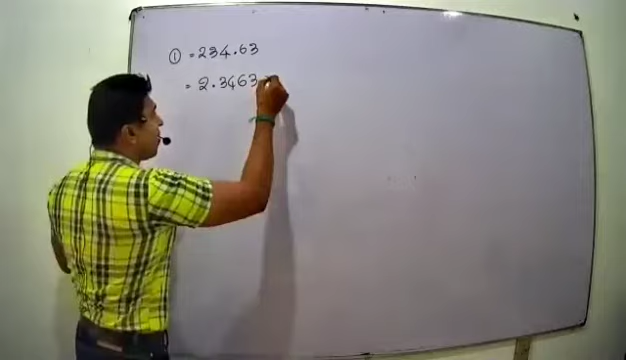 ① = 234.63
= 2.3463